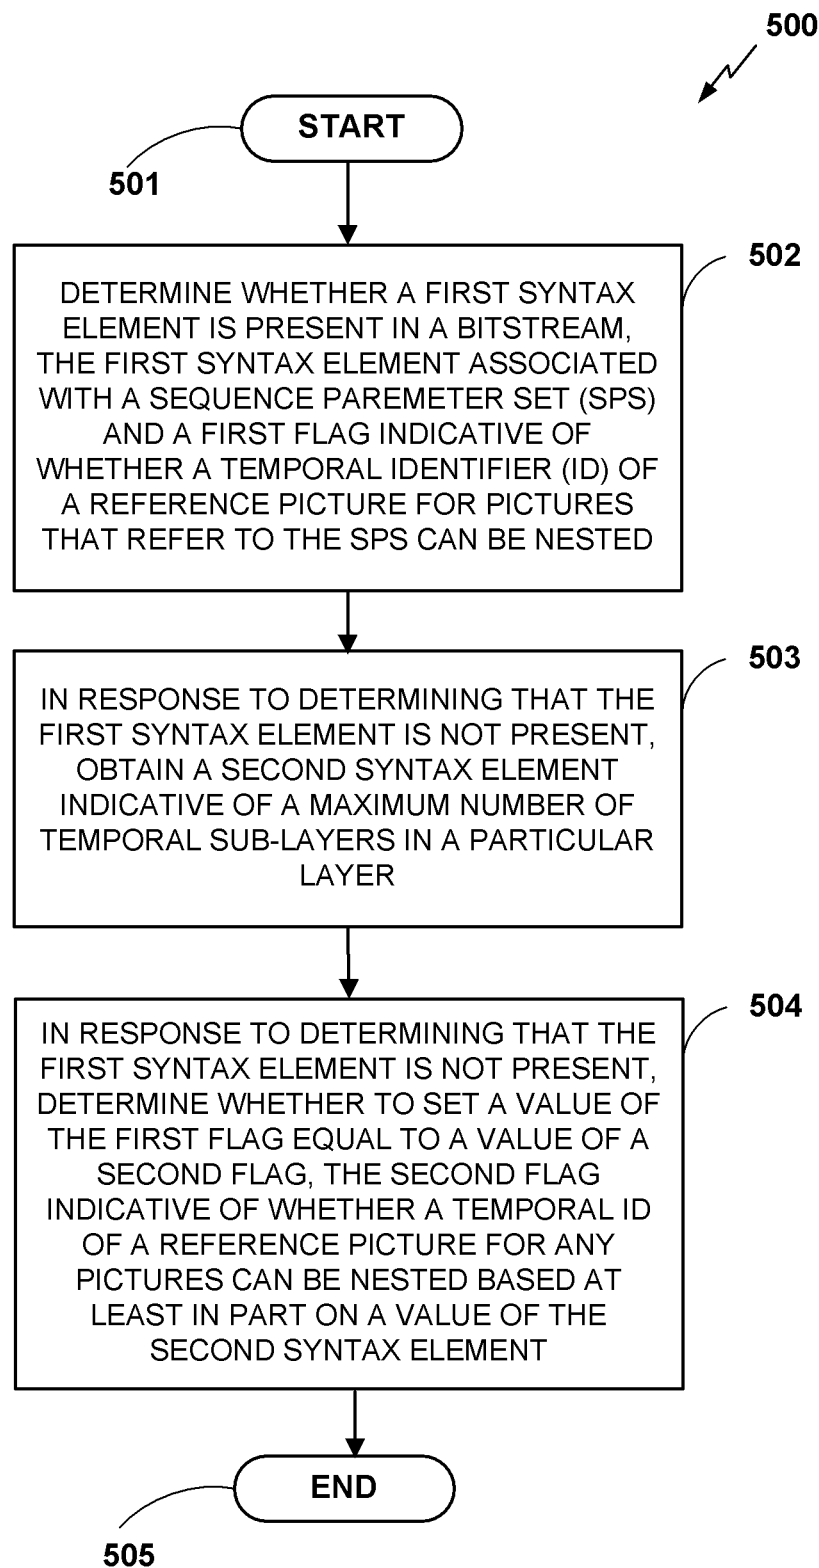 500
START
501
502
DETERMINE WHETHER A FIRST SYNTAX
ELEMENT IS PRESENT IN A BITSTREAM,
THE FIRST SYNTAX ELEMENT ASSOCIATED
WITH A SEQUENCE PAREMETER SET (SPS)
AND A FIRST FLAG INDICATIVE OF
WHETHER A TEMPORAL IDENTIFIER (ID) OF
A REFERENCE PICTURE FOR PICTURES
THAT REFER TO THE SPS CAN BE NESTED
503
IN RESPONSE TO DETERMINING THAT THE
FIRST SYNTAX ELEMENT IS NOT PRESENT,
OBTAIN A SECOND SYNTAX ELEMENT
INDICATIVE OF A MAXIMUM NUMBER OF
TEMPORAL SUB-LAYERS IN A PARTICULAR
LAYER
504
IN RESPONSE TO DETERMINING THAT THE
FIRST SYNTAX ELEMENT IS NOT PRESENT,
DETERMINE WHETHER TO SET A VALUE OF
THE FIRST FLAG EQUAL TO A VALUE OF A
SECOND FLAG, THE SECOND FLAG
INDICATIVE OF WHETHER A TEMPORAL ID
OF A REFERENCE PICTURE FOR ANY
PICTURES CAN BE NESTED BASED AT
LEAST IN PART ON A VALUE OF THE
SECOND SYNTAX ELEMENT
END
505